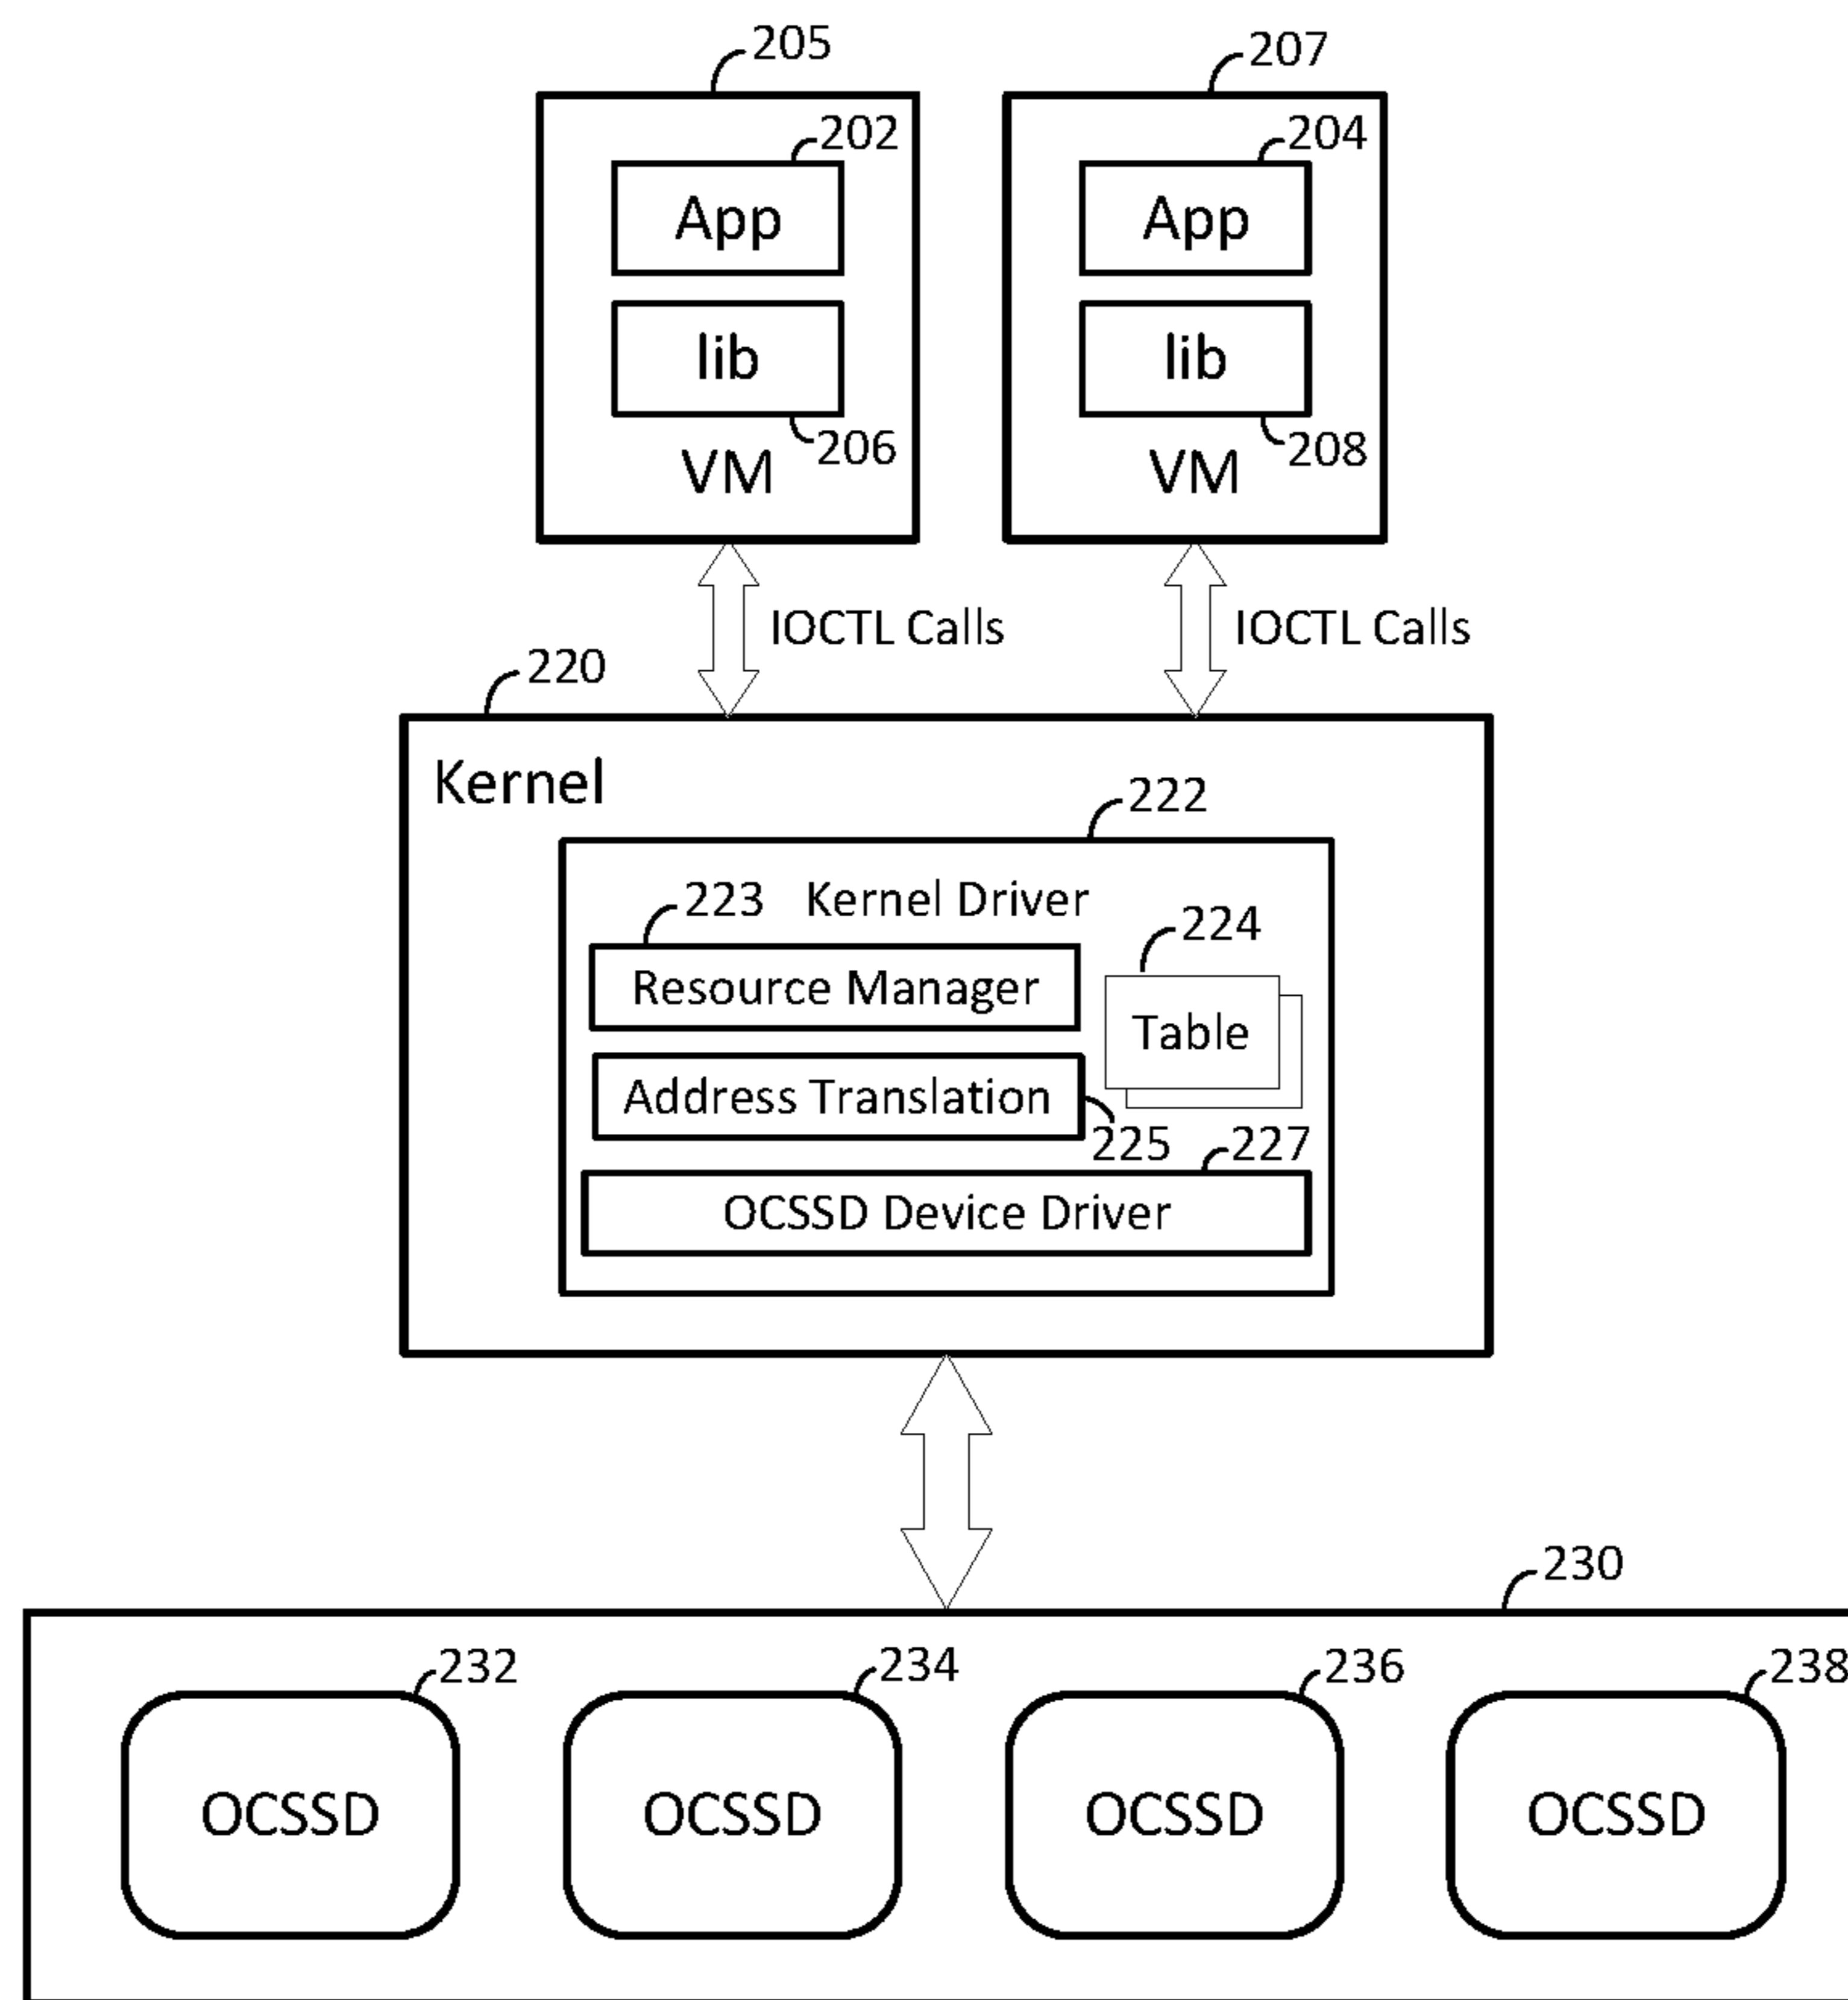 205
207
202
204
App
App
lib
lib
206
208
VM
VM
IOCTL Calls
IOCTL Calls
220
Kernel
222
223
Kernel Driver
224
Resource Manager
Table
Address Translation
225
227
OCSSD Device Driver
230
232
234
236
238
OCSSD
OCSSD
OCSSD
OCSSD